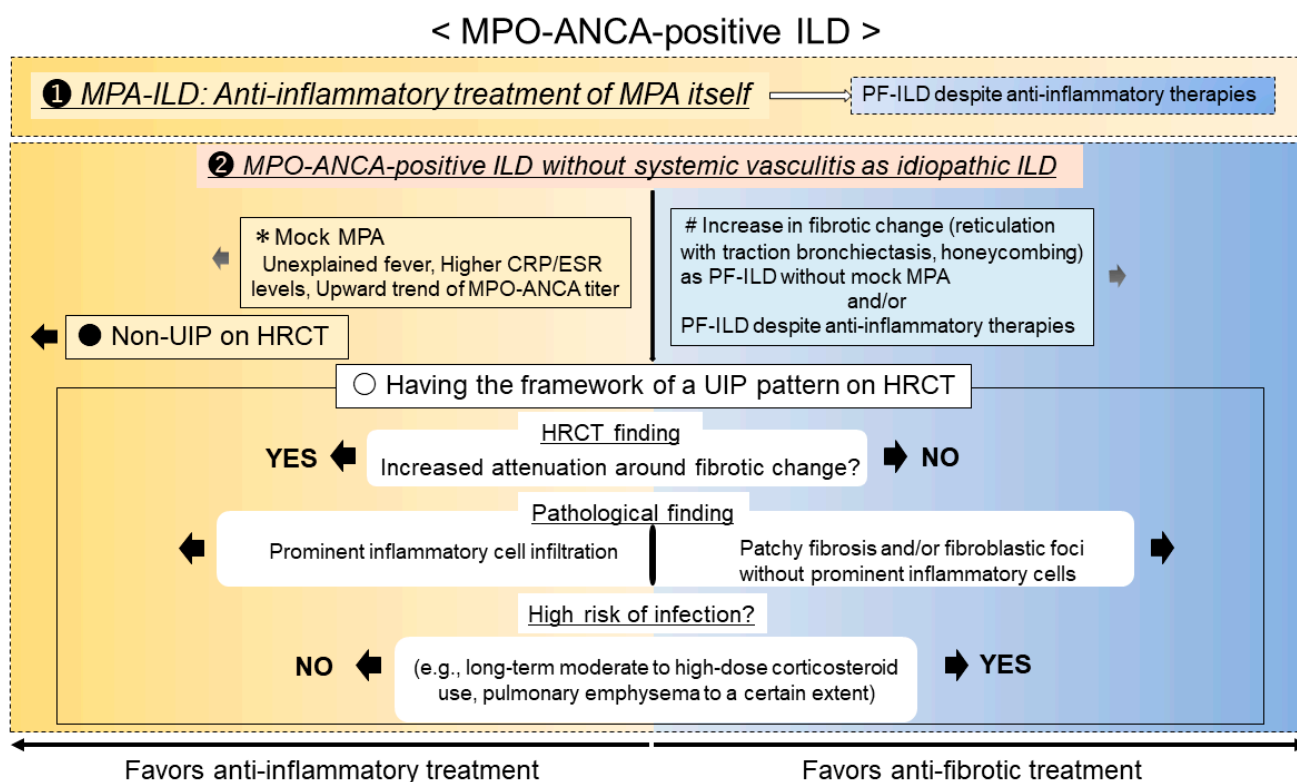 < MPO-ANCA-positive ILD >
❶ MPA-ILD: Anti-inflammatory treatment of MPA itself
PF-ILD despite anti-inflammatory therapies
❷ MPO-ANCA-positive ILD without systemic vasculitis as idiopathic ILD
＊Mock MPA
Unexplained fever, Higher CRP/ESR
levels, Upward trend of MPO-ANCA titer
# Increase in fibrotic change (reticulation
with traction bronchiectasis, honeycombing)
as PF-ILD without mock MPA
and/or
PF-ILD despite anti-inflammatory therapies
● Non-UIP on HRCT
○ Having the framework of a UIP pattern on HRCT
HRCT finding
YES
Increased attenuation around fibrotic change?
NO
Pathological finding
Prominent inflammatory cell infiltration
Patchy fibrosis and/or fibroblastic foci
without prominent inflammatory cells
High risk of infection?
NO
(e.g., long-term moderate to high-dose corticosteroid
use, pulmonary emphysema to a certain extent)
YES
Favors anti-inflammatory treatment
Favors anti-fibrotic treatment